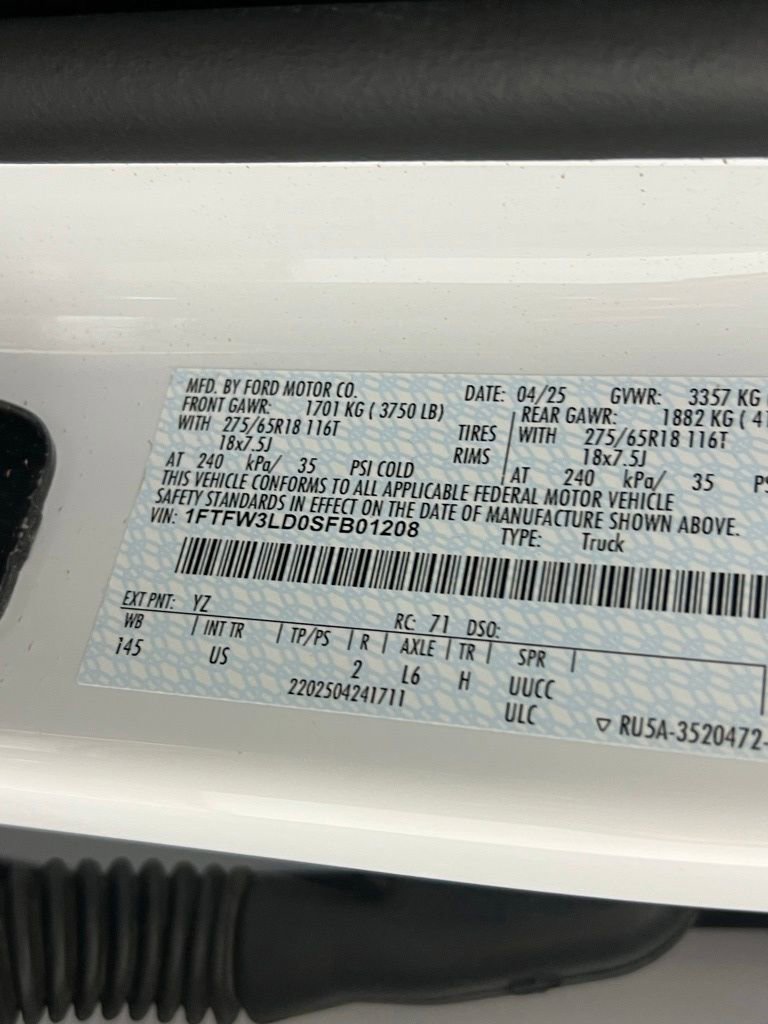 MFD. BY FORD MOTOR CO. DATE: 04/25 GVWR: 3357 KG
FRONT GAWR: 1701 KG ( 3750 LB) REAR GAWR: 1882 KG (
WITH 275/65R18 116T TIRES WITH 275/65R18 116T
18x7.5J RIMS 18x7.5J
AT 240 kPa/ 35 PSI COLD AT 240 kPa/ 35
THIS VEHICLE CONFORMS TO ALL APPLICABLE FEDERAL MOTOR VEHICLE
SAFETY STANDARDS IN EFFECT ON THE DATE OF MANUFACTURE SHOWN ABOVE.
VIN: 1FTFW3LD0SFB01208 TYPE: Truck
EXT PNT: YZ RC: 71 DSO:
WB INT TR TP/PS R AXLE TR SPR
145 US 2 L6 H UUCC
2202504241711 ULC ▽ RU5A-3520472-